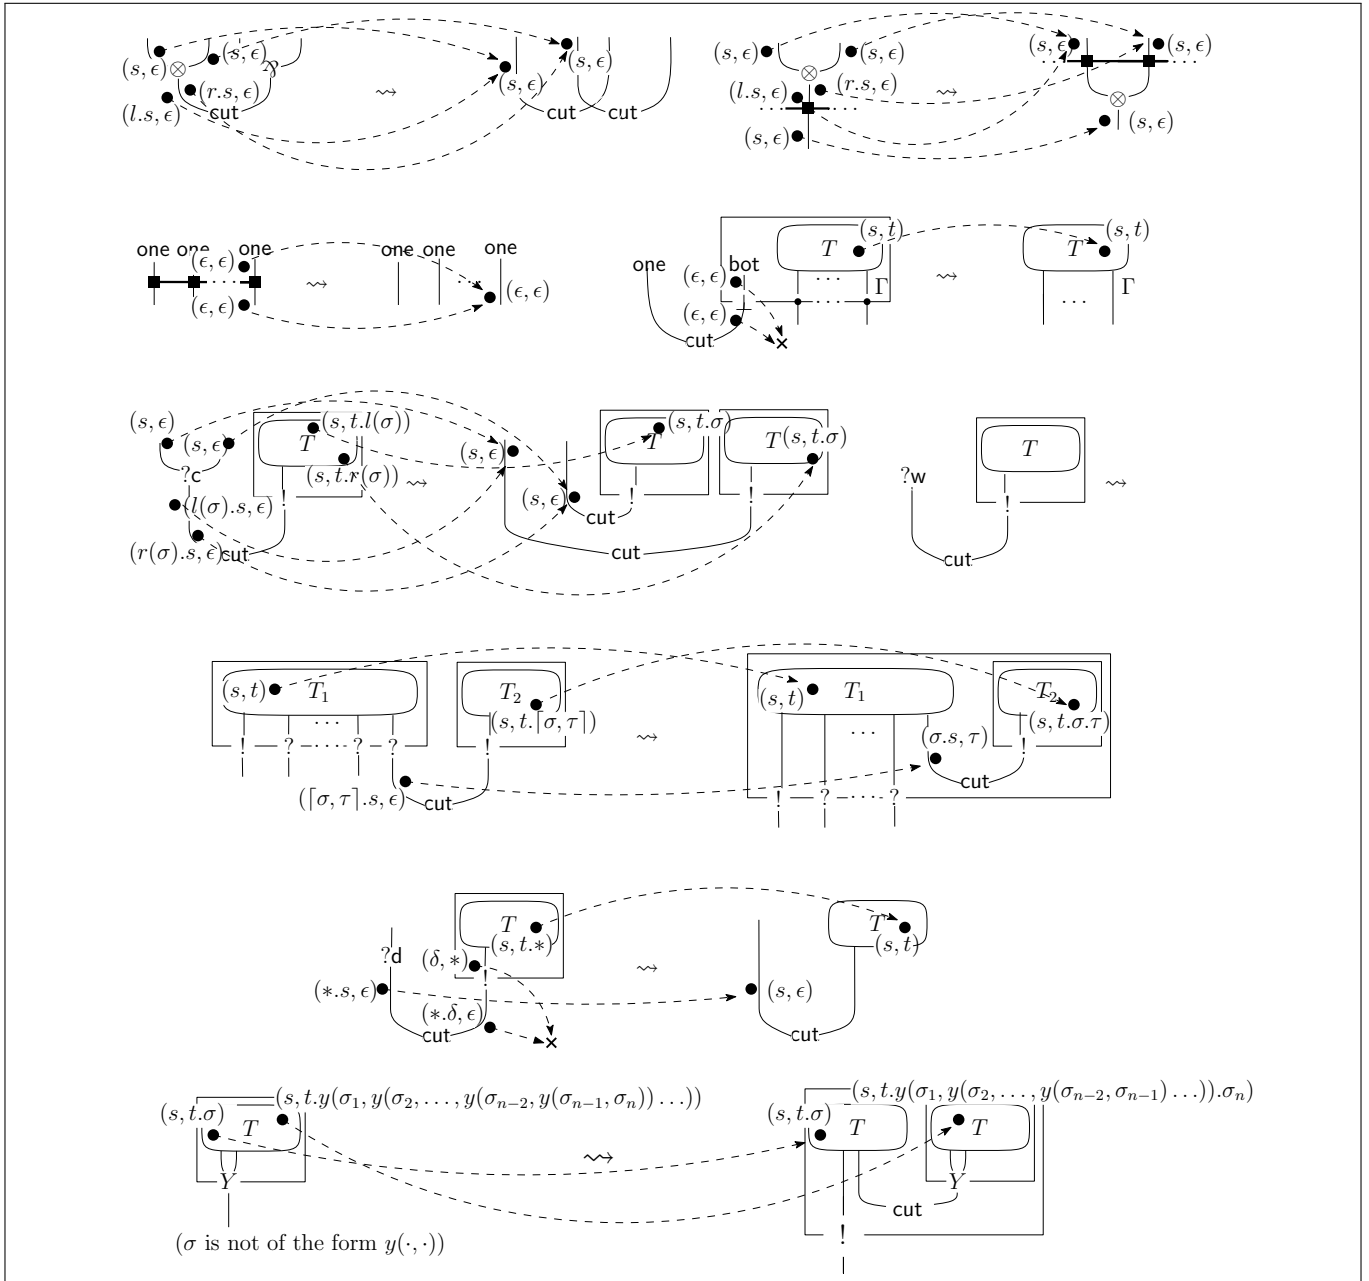 (s, ϵ) ⊗ (s, ϵ) ⅋ (s, ϵ) (s, ϵ) (s, ϵ) (s, ϵ) (s, ϵ) (s, ϵ)
(l.s, ϵ) (r.s, ϵ) cut ⇝ cut cut (l.s, ϵ) ⊗ (r.s, ϵ) ⇝ ⊗
(s, ϵ) (s, ϵ)
one one one one one one (s, t) (s, t)
(ϵ, ϵ) ⇝ (ϵ, ϵ) one bot T ⇝ T
(ϵ, ϵ) (ϵ, ϵ) · · · Γ · · · Γ
(ϵ, ϵ)
cut
(s, ϵ) (s, ϵ) T (s, t.l(σ)) (s, ϵ) T (s, t.σ) T (s, t.σ) T
?c (s, t.r(σ)) ⇝ ?w ⇝
(l(σ).s, ϵ) ! (s, ϵ) ! ! !
cut
(r(σ).s, ϵ) cut cut cut
(s, t) T₁ T₂ (s, t) T₁ T₂
· · · (s, t.⌈σ, τ⌉) ⇝ · · · (σ.s, τ) (s, t.σ.τ)
! ? · · · ? ? ! !
(⌈σ, τ⌉.s, ϵ) cut ! ? · · · ? cut
T T
?d (δ, ∗) (s, t.∗) (s, t)
(∗.s, ϵ) ! ⇝ (s, ϵ)
(∗.δ, ϵ)
cut cut
(s, t.y(σ₁, y(σ₂, . . . , y(σₙ₋₂, y(σₙ₋₁, σₙ)) . . .)) (s, t.y(σ₁, y(σ₂, . . . , y(σₙ₋₂, σₙ₋₁) . . .)).σₙ)
(s, t.σ) T (s, t.σ) T T
⇝
Y Y
cut
(σ is not of the form y(·, ·)) !